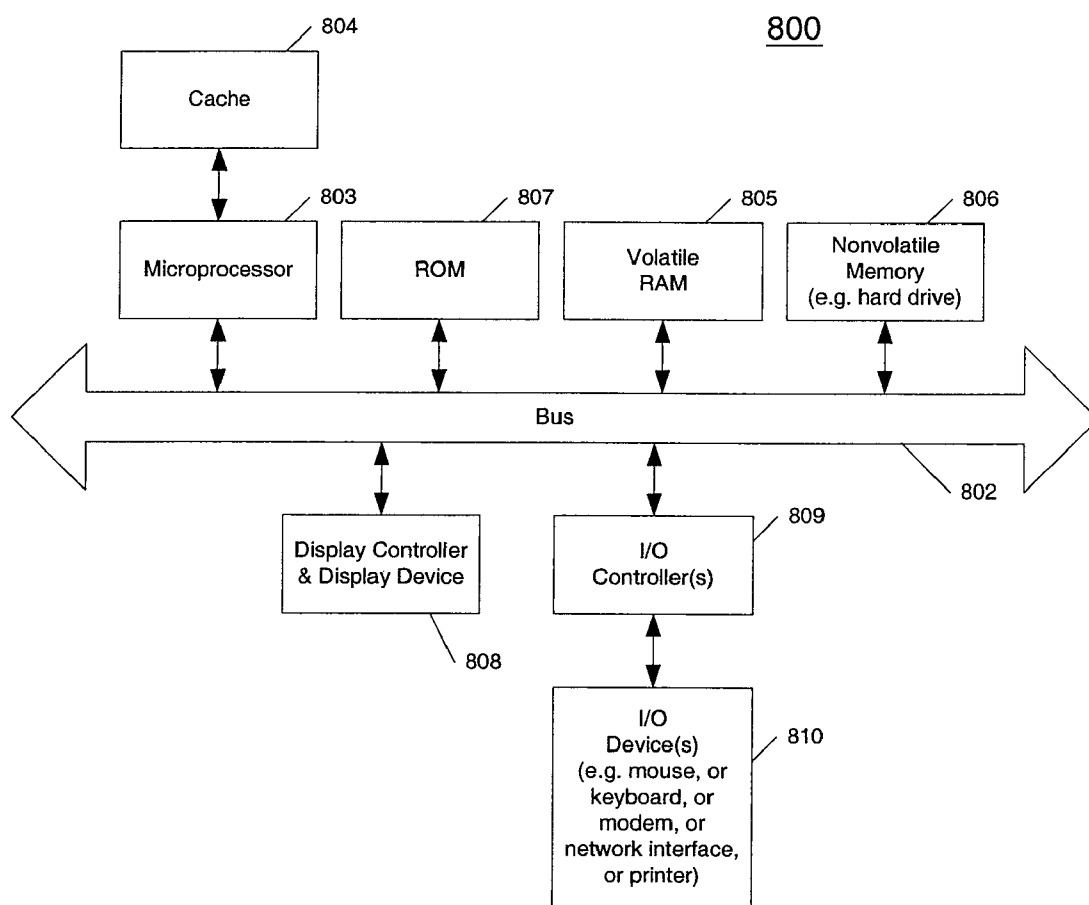 800
804
Cache
803
Microprocessor
807
ROM
805
Volatile
RAM
806
Nonvolatile
Memory
(e.g. hard drive)
Bus
802
Display Controller
& Display Device
808
809
I/O
Controller(s)
I/O
Device(s)
(e.g. mouse, or
keyboard, or
modem, or
network interface,
or printer)
810